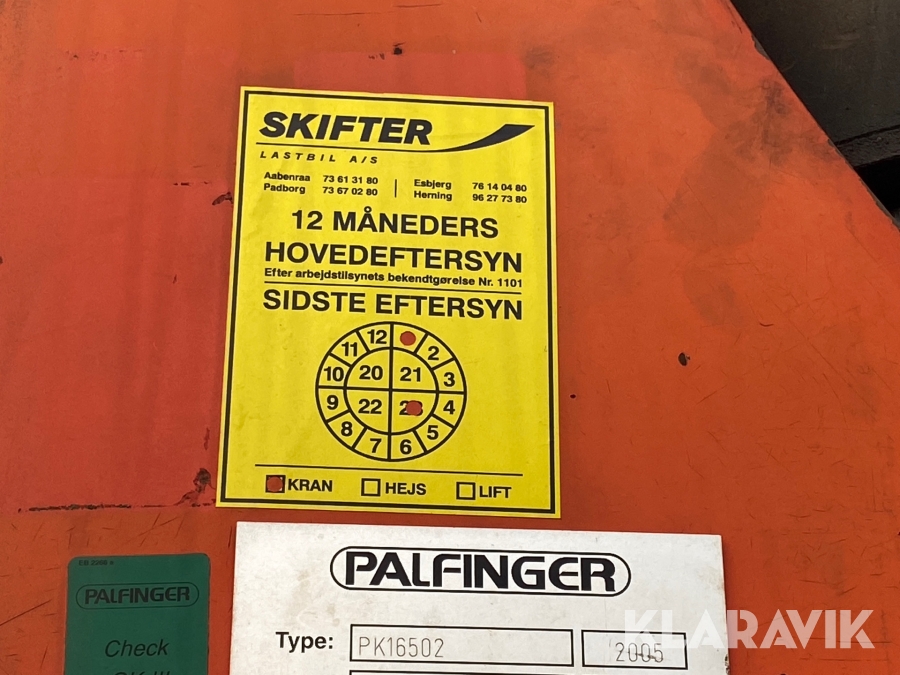 SKIFTER
LASTBIL A/S
Aabenraa 73 61 31 80 Esbjerg 76 14 04 80
Padborg 73 67 02 80 Herning 96 27 73 80
12 MÅNEDERS
HOVEDEFTERSYN
Efter arbejdstilsynets bekendtgørelse Nr. 1101
SIDSTE EFTERSYN
12 2 3 4 5 6 7 8 9 10 11
20 21
22
KRAN HEJS LIFT
PALFINGER
Type: PK16502 2005
PALFINGER
Check
KLARAVIK